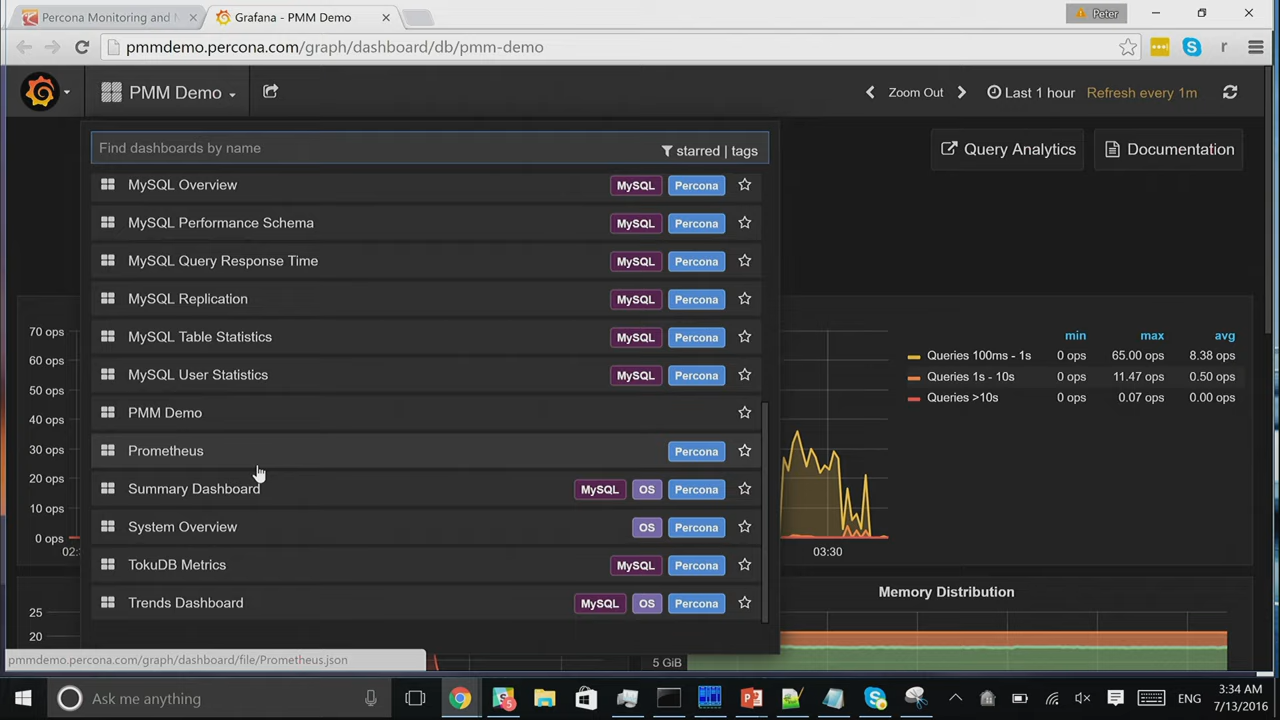 Percona Monitoring and
Grafana - PMM Demo
Peter
pmmdemo.percona.com/graph/dashboard/db/pmm-demo
PMM Demo
Zoom Out
Last 1 hour
Refresh every 1m
Find dashboards by name
starred | tags
Query Analytics
Documentation
MySQL Overview MySQL Percona
MySQL Performance Schema MySQL Percona
MySQL Query Response Time MySQL Percona
MySQL Replication MySQL Percona
MySQL Table Statistics MySQL Percona
MySQL User Statistics MySQL Percona
PMM Demo
Prometheus Percona
Summary Dashboard MySQL OS Percona
System Overview OS Percona
TokuDB Metrics MySQL Percona
Trends Dashboard MySQL OS Percona
70 ops
60 ops
50 ops
40 ops
30 ops
20 ops
10 ops
0 ops
02:
03:30
min max avg
Queries 100ms - 1s 0 ops 65.00 ops 8.38 ops
Queries 1s - 10s 0 ops 11.47 ops 0.50 ops
Queries >10s 0 ops 0.07 ops 0.00 ops
Memory Distribution
25
20
5 GiB
pmmdemo.percona.com/graph/dashboard/file/Prometheus.json
Ask me anything
5
ENG
3:34 AM
7/13/2016